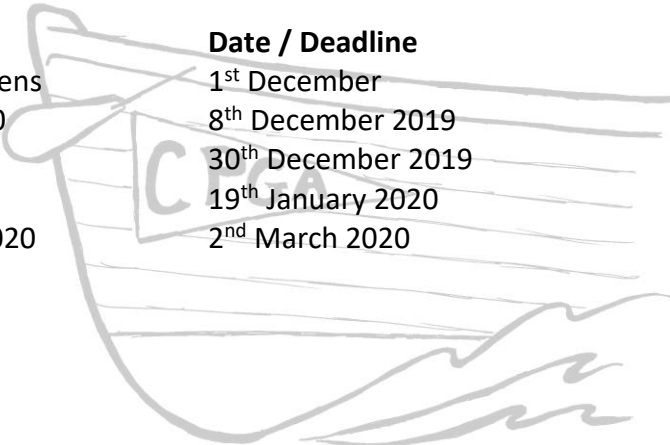 Date / Deadline
ens 1st December
0 8th December 2019
30th December 2019
19th January 2020
020 2nd March 2020
CPGA